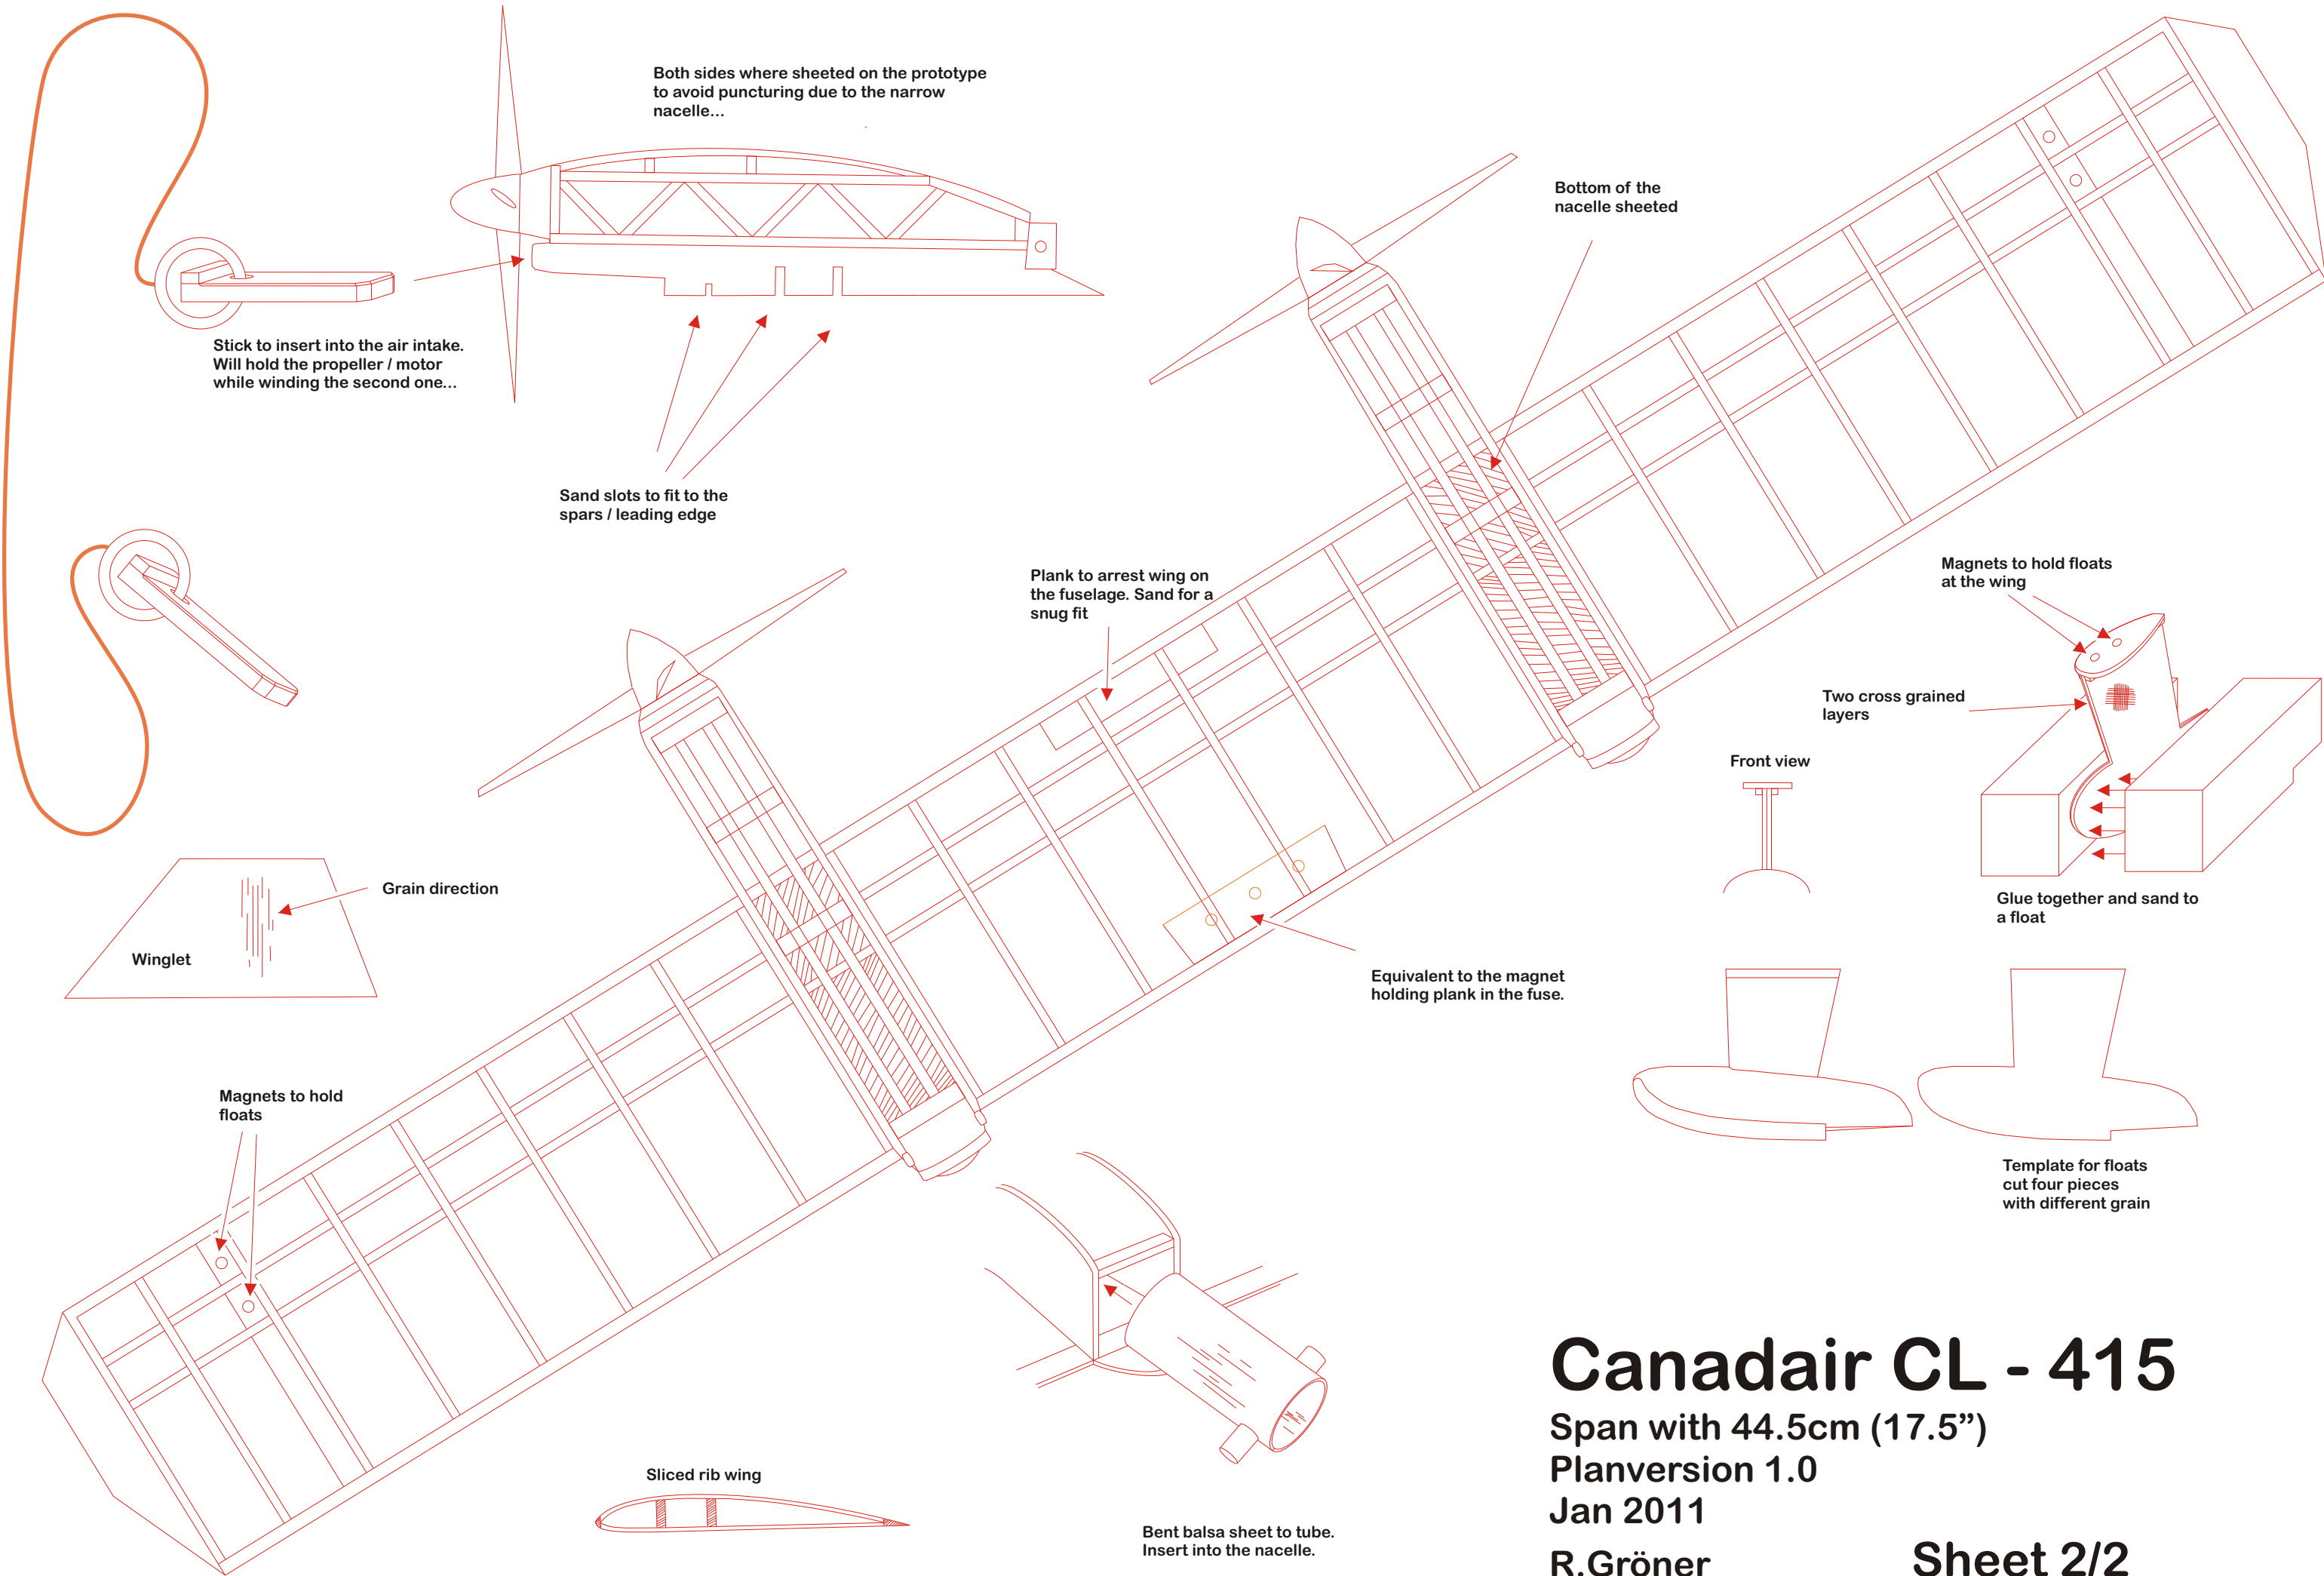 Both sides where sheeted on the prototype
to avoid puncturing due to the narrow
nacelle...
Bottom of the
nacelle sheeted
Stick to insert into the air intake.
Will hold the propeller / motor
while winding the second one...
Sand slots to fit to the
spars / leading edge
Plank to arrest wing on
the fuselage. Sand for a
snug fit
Magnets to hold floats
at the wing
Two cross grained
layers
Front view
Grain direction
Winglet
Glue together and sand to
a float
Equivalent to the magnet
holding plank in the fuse.
Magnets to hold
floats
Template for floats
cut four pieces
with different grain
Sliced rib wing
Bent balsa sheet to tube.
Insert into the nacelle.
Canadair CL - 415
Span with 44.5cm (17.5”)
Planversion 1.0
Jan 2011
R.Gröner
Sheet 2/2